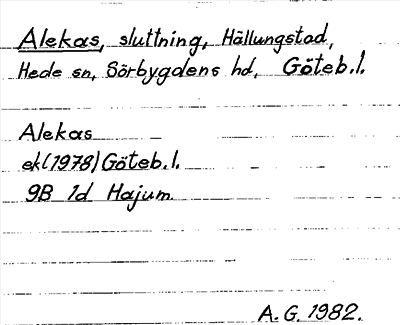 Alekas, sluttning, Hällungstad,
Hede sn, Sörbygdens hd, Göteb.l.
Alekas
ek(1978) Göteb.l.
9B 1d Hajum.
A.G. 1982.